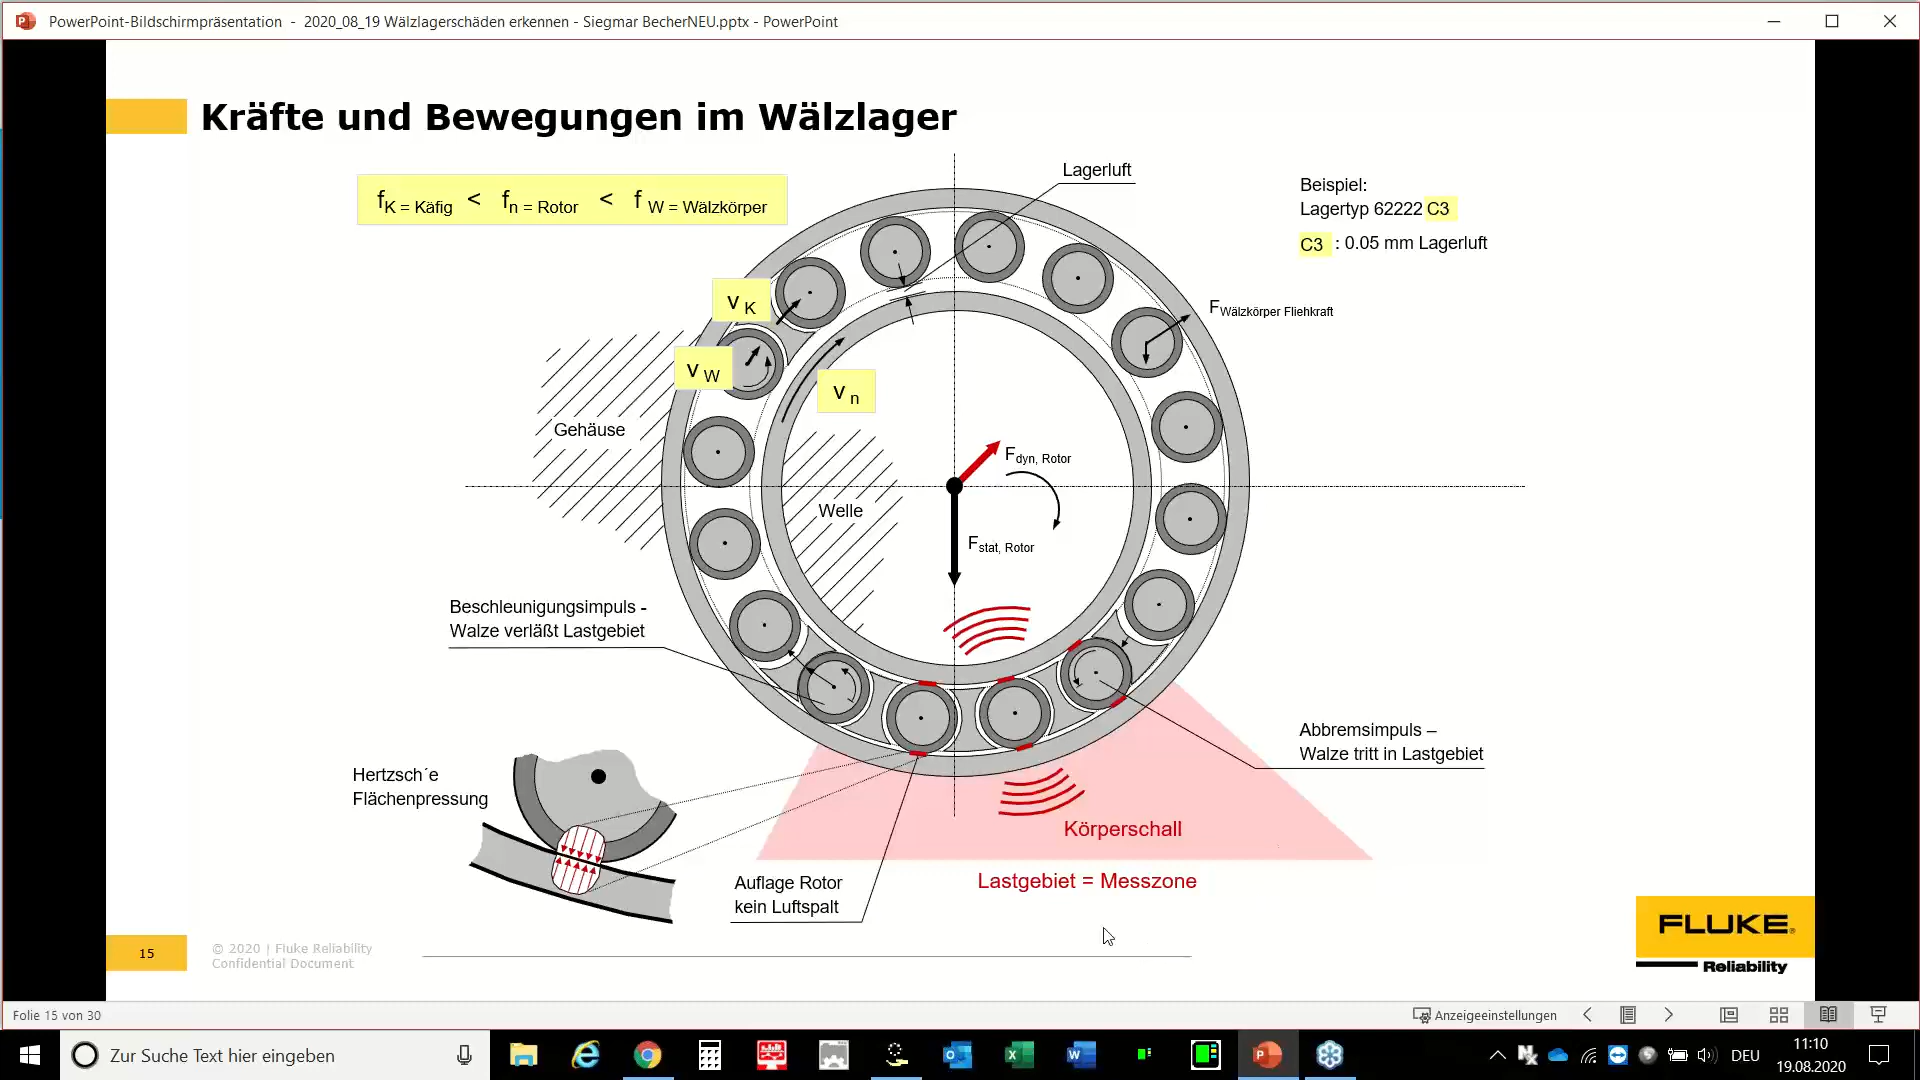 PowerPoint-Bildschirmpräsentation - 2020_08_19 Wälzlagerschäden erkennen - Siegmar BecherNEU.pptx - PowerPoint
Kräfte und Bewegungen im Wälzlager
f K = Käfig < f n = Rotor < f W = Wälzkörper
Lagerluft
Beispiel:
Lagertyp 62222 C3
C3 : 0.05 mm Lagerluft
v K
F Wälzkörper Fliehkraft
v W
v n
Gehäuse
F dyn, Rotor
Welle
F stat, Rotor
Beschleunigungsimpuls -
Walze verläßt Lastgebiet
Abbremsimpuls –
Walze tritt in Lastgebiet
Hertzsch´e
Flächenpressung
Körperschall
Auflage Rotor
kein Luftspalt
Lastgebiet = Messzone
FLUKE®
Reliability
15
© 2020 | Fluke Reliability
Confidential Document
Folie 15 von 30
Anzeigeeinstellungen
Zur Suche Text hier eingeben
DEU
11:10
19.08.2020